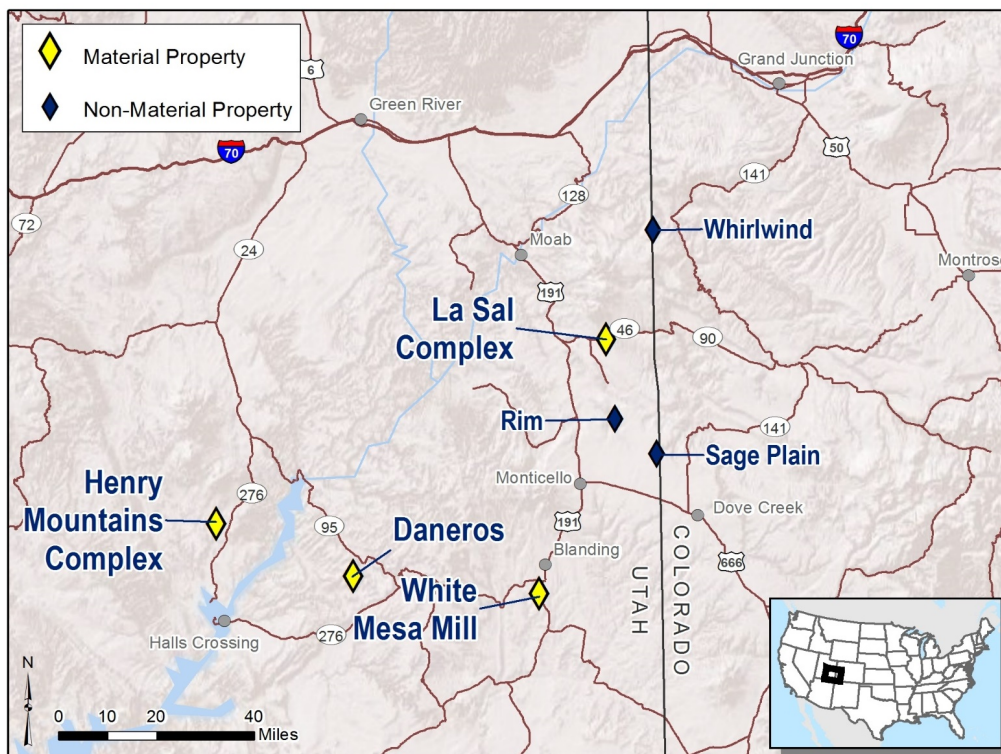 Material Property
Non-Material Property
6
70
Grand Junction
Green River
70
50
141
72
128
24
Whirlwind
Moab
Montrose
191
La Sal
Complex
46
90
Rim
141
Sage Plain
Henry
Mountains
Complex
276
Monticello
Dove Creek
95
191
Daneros
Blanding
666
White
Mesa Mill
UTAH
COLORADO
Halls Crossing
276
N
0 10 20 40
Miles